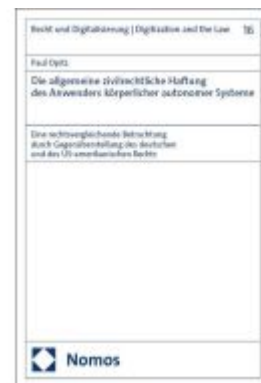 Recht und Digitalisierung | Digitization and the Law 16
Paul Opitz
Die allgemeine zivilrechtliche Haftung
des Anwenders körperlicher autonomer Systeme
Eine rechtsvergleichende Betrachtung
durch Gegenüberstellung des deutschen
und des US-amerikanischen Rechts
Nomos